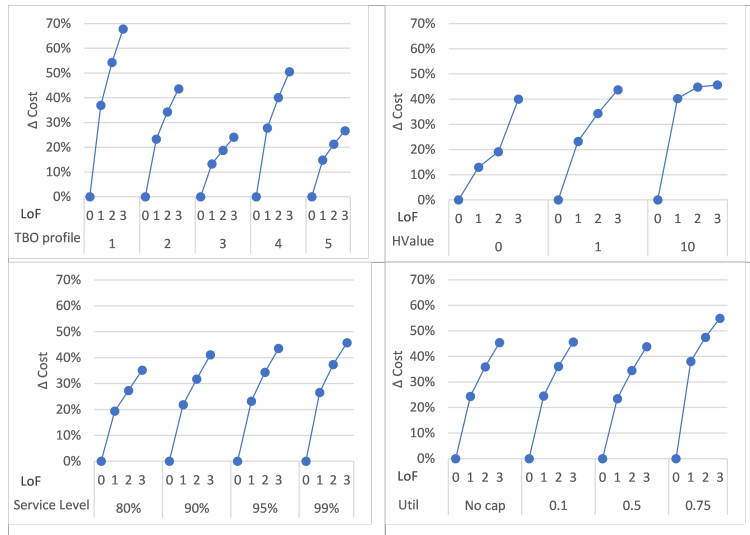 70%
60%
50%
40%
30%
20%
10%
0%
Δ Cost
LoF 0 1 2 3 0 1 2 3 0 1 2 3 0 1 2 3 0 1 2 3
TBO profile 1 2 3 4 5
70%
60%
50%
40%
30%
20%
10%
0%
Δ Cost
LoF 0 1 2 3 0 1 2 3 0 1 2 3
HValue 0 1 10
70%
60%
50%
40%
30%
20%
10%
0%
Δ Cost
LoF 0 1 2 3 0 1 2 3 0 1 2 3 0 1 2 3
Service Level 80% 90% 95% 99%
70%
60%
50%
40%
30%
20%
10%
0%
Δ Cost
LoF 0 1 2 3 0 1 2 3 0 1 2 3 0 1 2 3
Util No cap 0.1 0.5 0.75